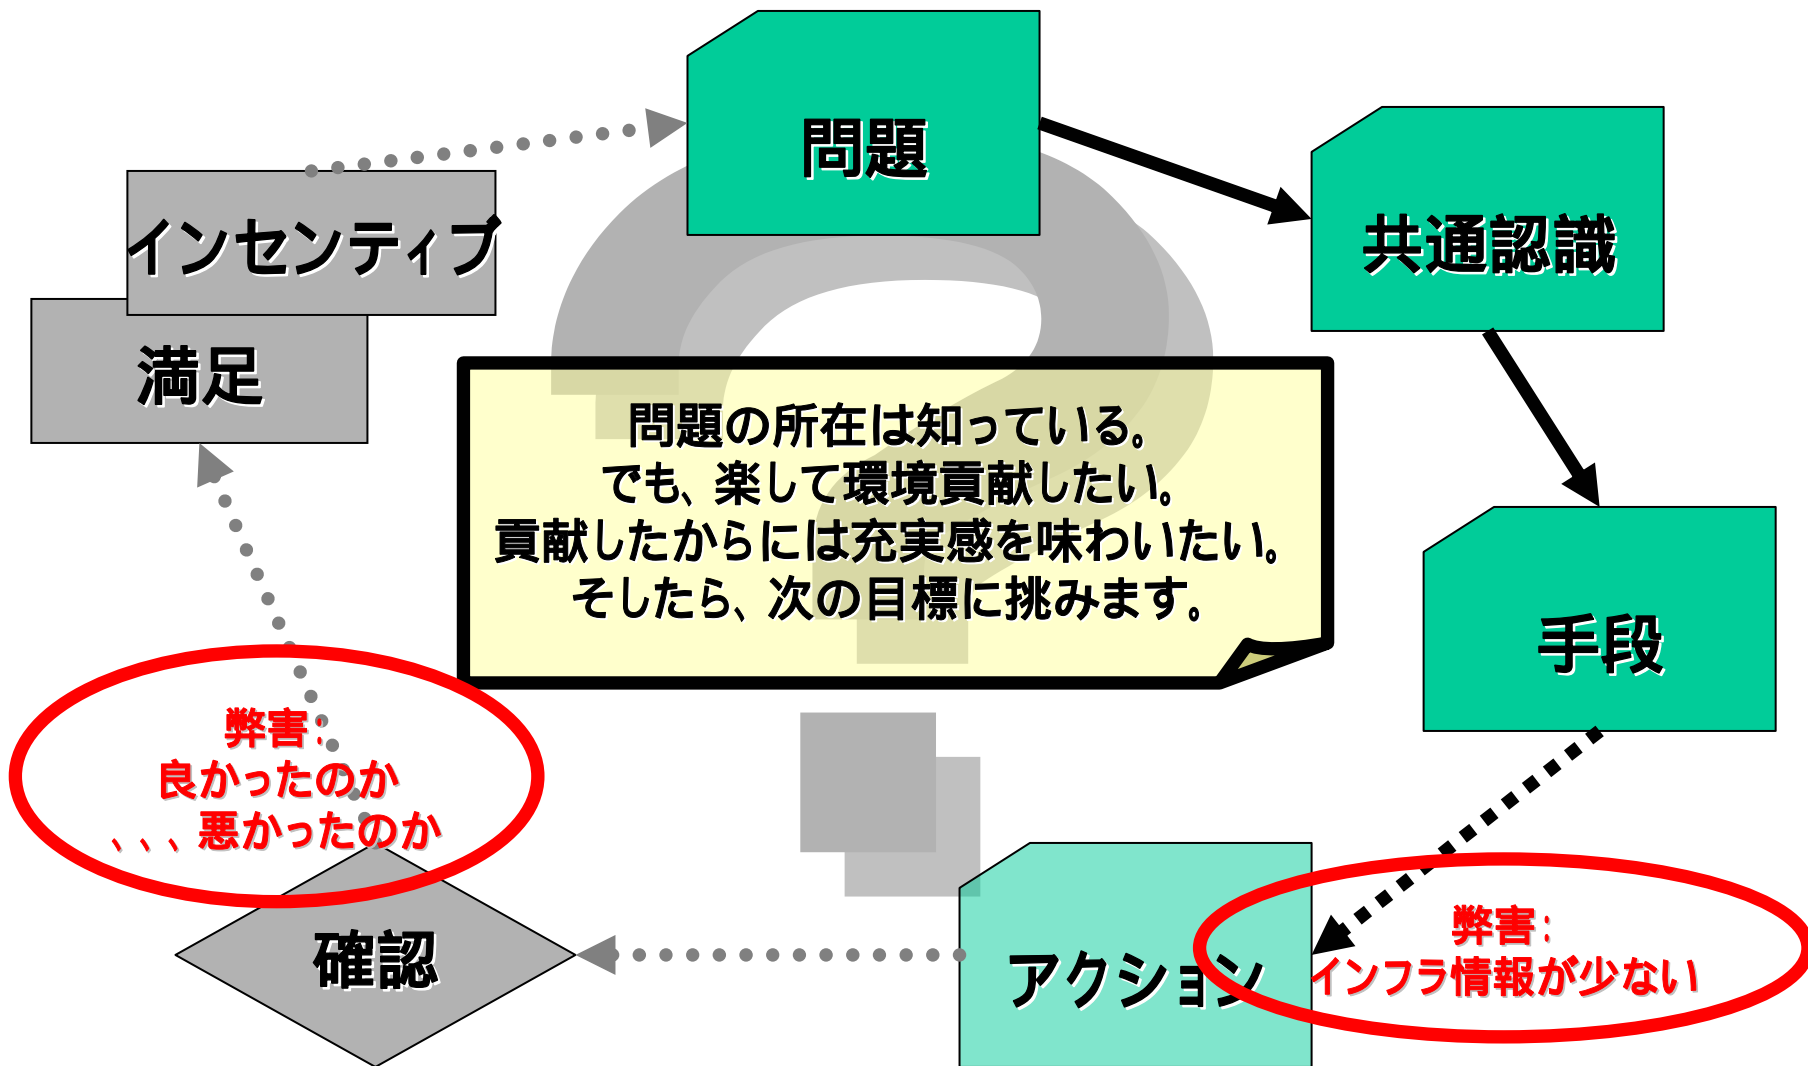 問題
共通認識
インセンティブ
満足
問題の所在は知っている。
でも、楽して環境貢献したい。
貢献したからには充実感を味わいたい。
そしたら、次の目標に挑みます。
手段
弊害：
良かったのか
、、、悪かったのか
弊害：
インフラ情報が少ない
アクション
確認